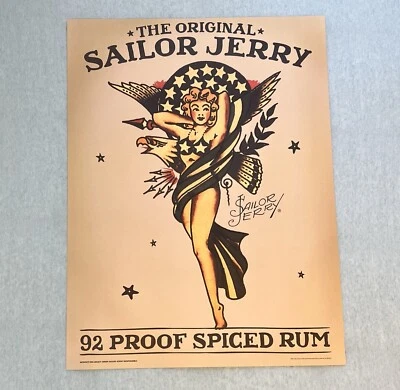 THE ORIGINAL
SAILOR JERRY
SAILOR
JERRY®
92 PROOF SPICED RUM